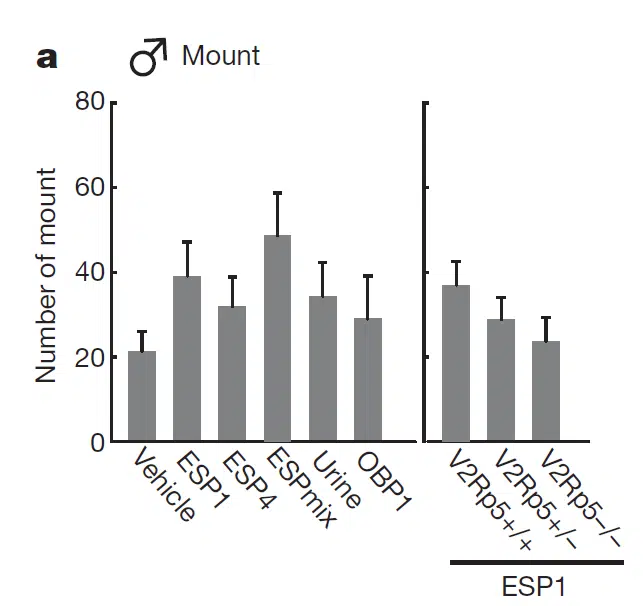 a ♂ Mount
Number of mount
80
60
40
20
0
Vehicle
ESP1
ESP4
ESPmix
Urine
OBP1
V2Rp5+/+
V2Rp5+/–
V2Rp5–/–
ESP1